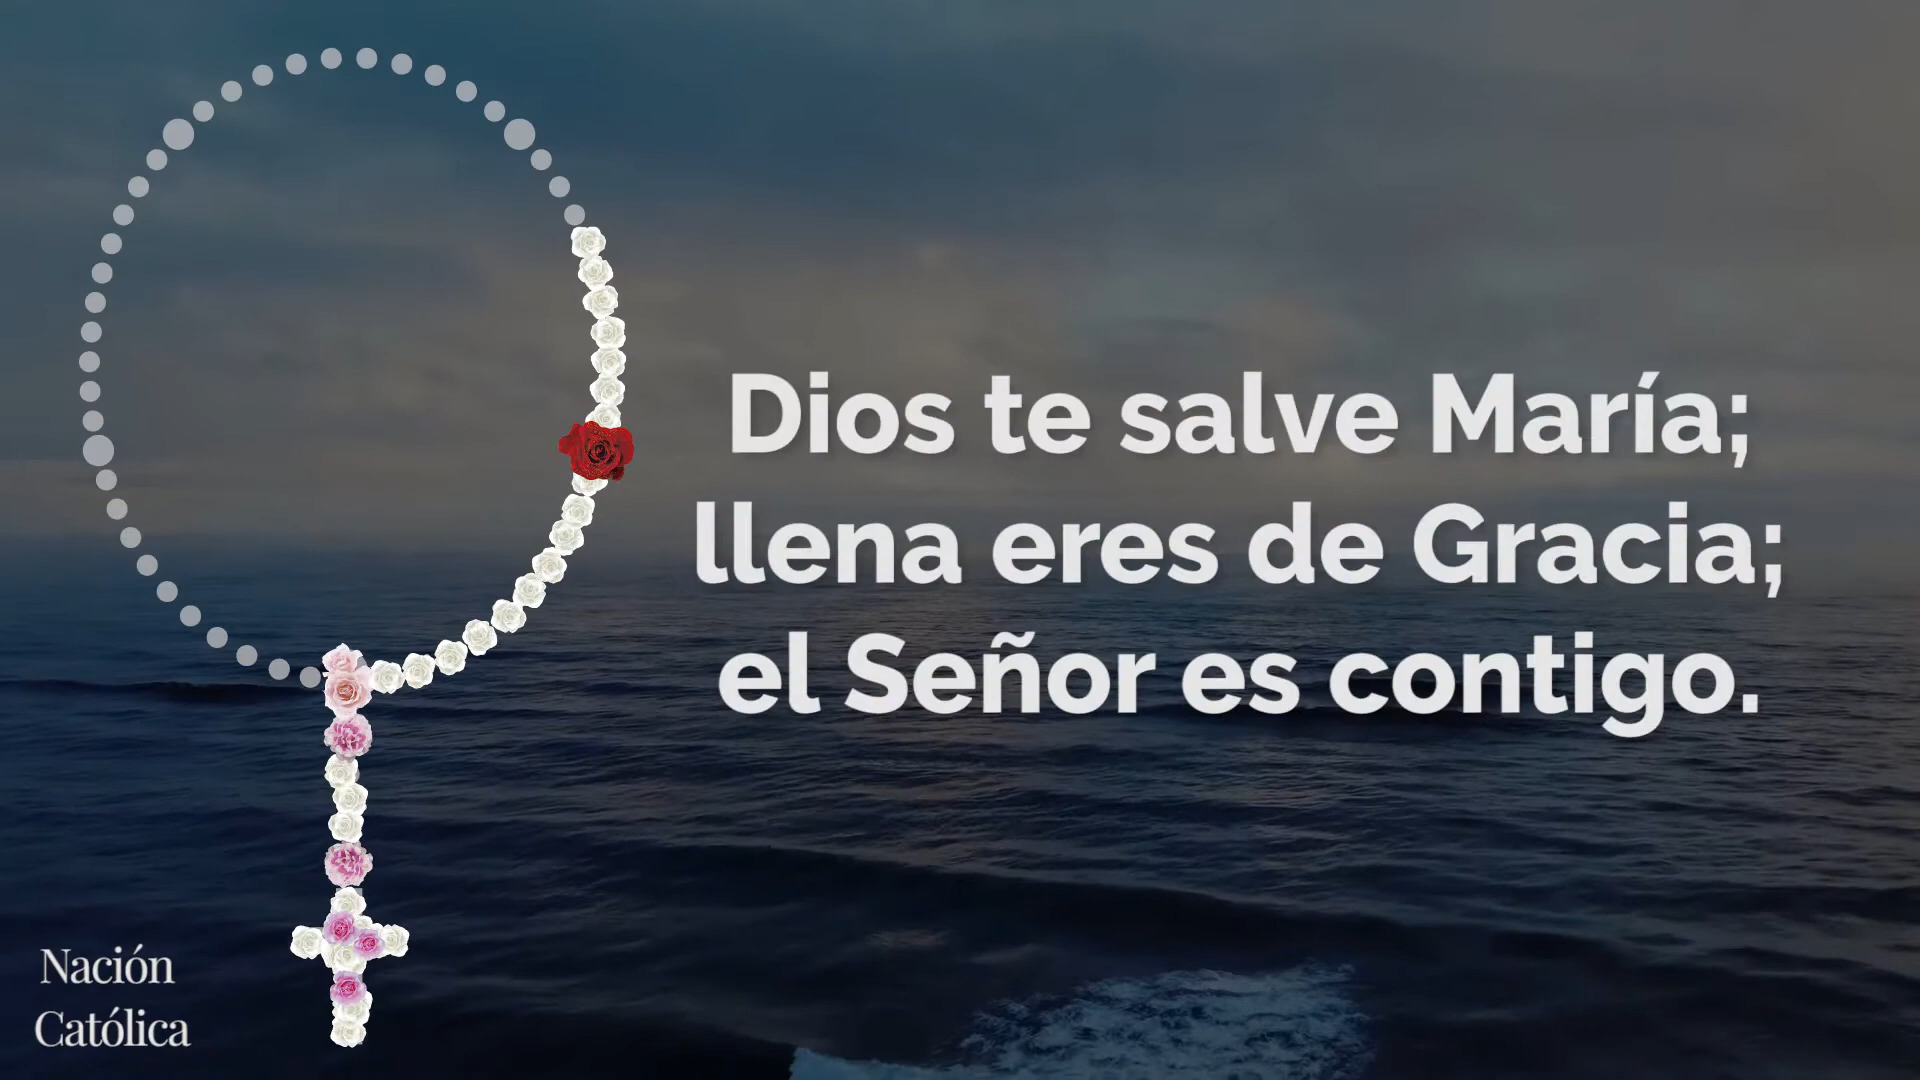 Dios te salve María;
llena eres de Gracia;
el Señor es contigo.
Nación
Católica